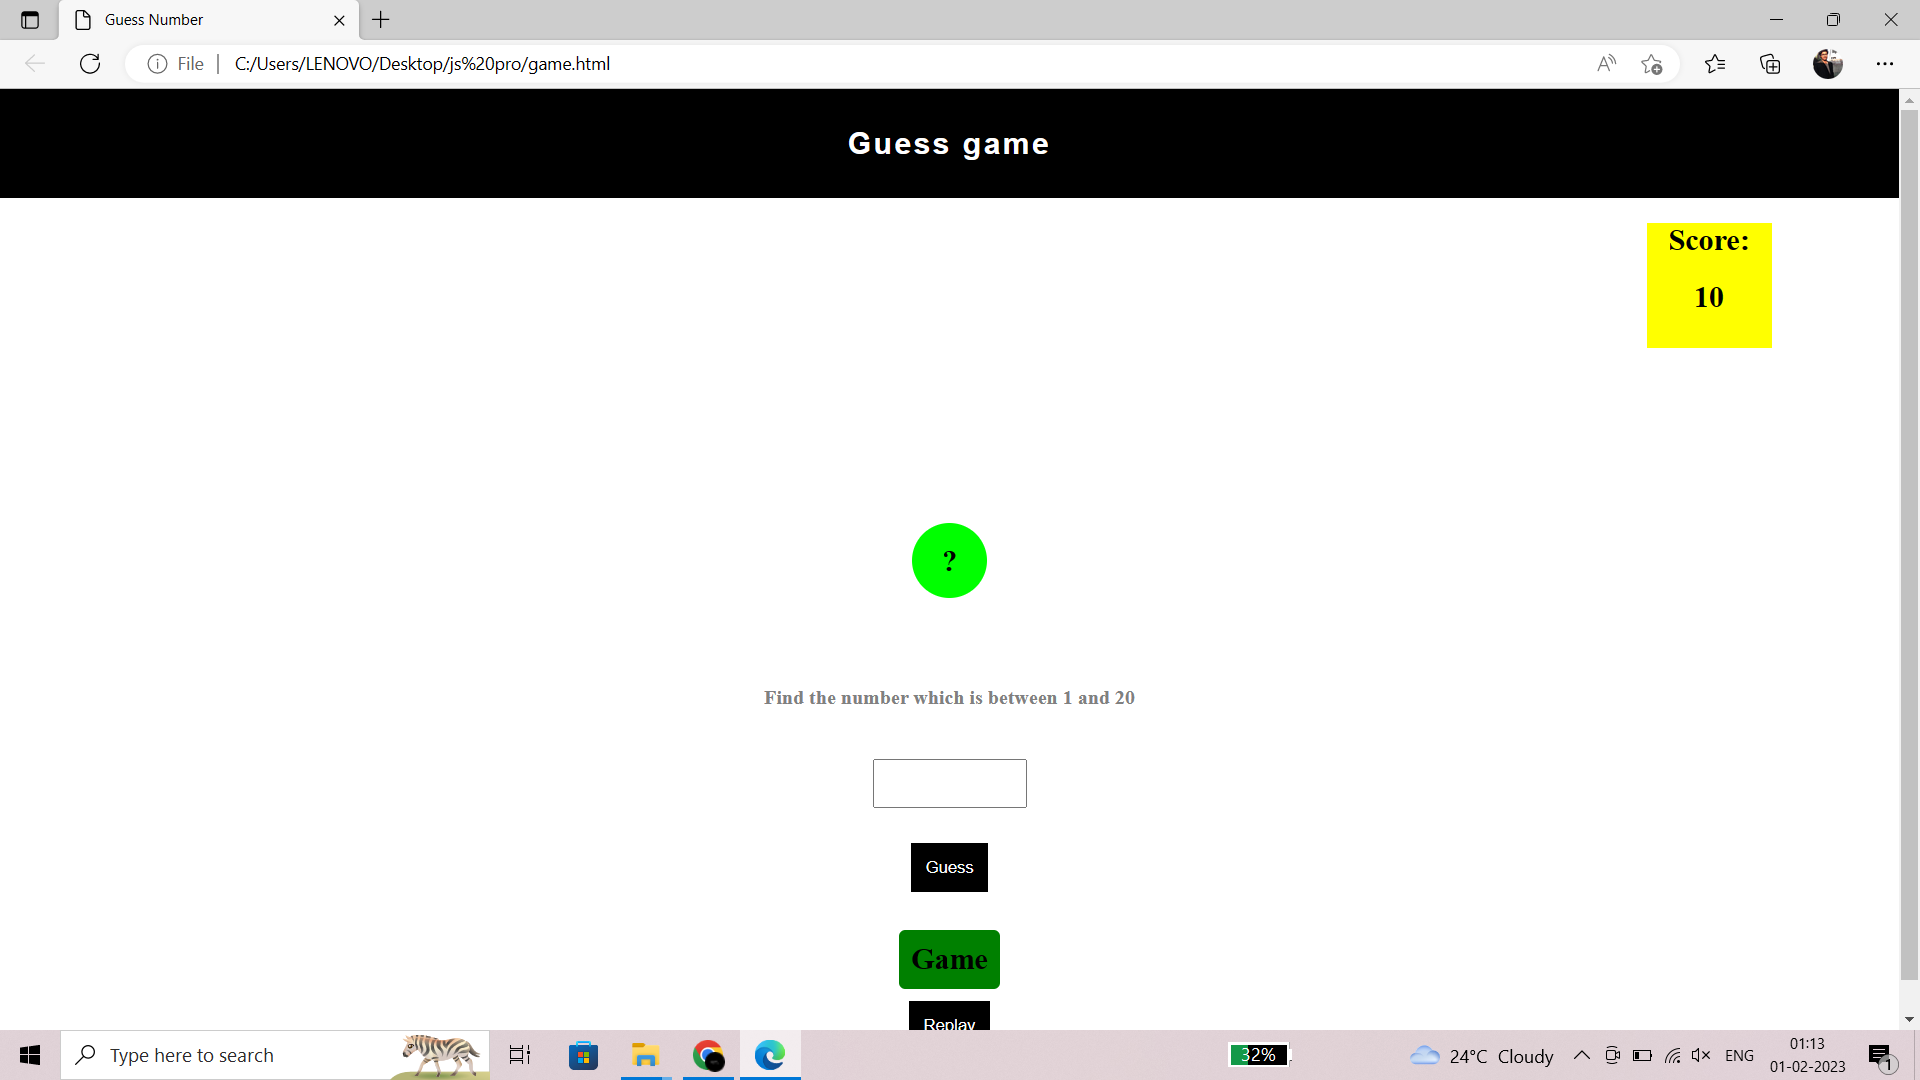 Guess Number
File
C:/Users/LENOVO/Desktop/js%20pro/game.html
Guess game
Score:
10
?
Find the number which is between 1 and 20
Guess
Game
Replay
Type here to search
32%
24°C Cloudy
ENG
01:13
01-02-2023
1